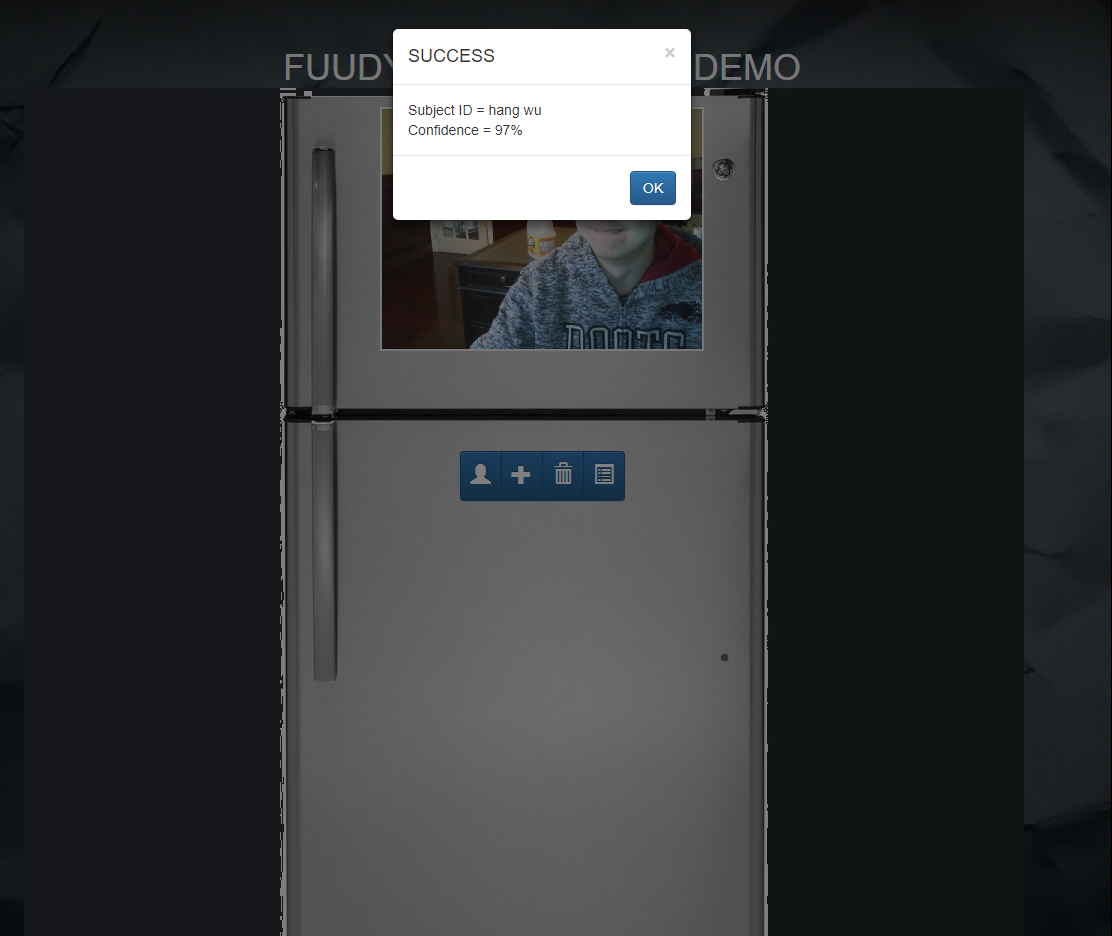 FUUDY DEMO
SUCCESS
×
Subject ID = hang wu
Confidence = 97%
OK